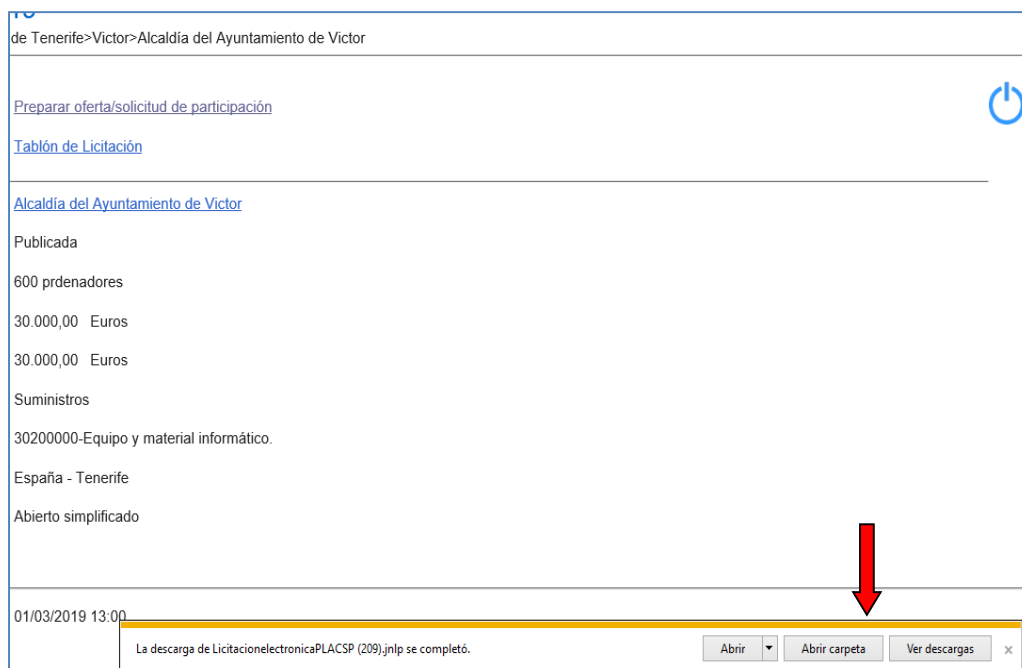 de Tenerife>Victor>Alcaldía del Ayuntamiento de Victor
Preparar oferta/solicitud de participación
Tablón de Licitación
Alcaldía del Ayuntamiento de Victor
Publicada
600 prdenadores
30.000,00 Euros
30.000,00 Euros
Suministros
30200000-Equipo y material informático.
España - Tenerife
Abierto simplificado
01/03/2019 13:00
La descarga de LicitacionelectronicaPLACSP (209).jnlp se completó. Abrir Abrir carpeta Ver descargas ×